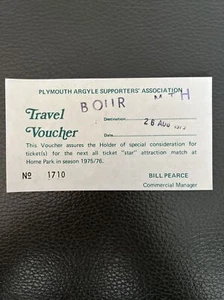 PLYMOUTH ARGYLE SUPPORTERS' ASSOCIATION
Travel
Voucher
Destination
Date
28 AUG
This Voucher assures the Holder of special consideration for
ticket(s) for the next all ticket "star" attraction match at
Home Park in season 1975/76.
Nº 1710
BILL PEARCE
Commercial Manager